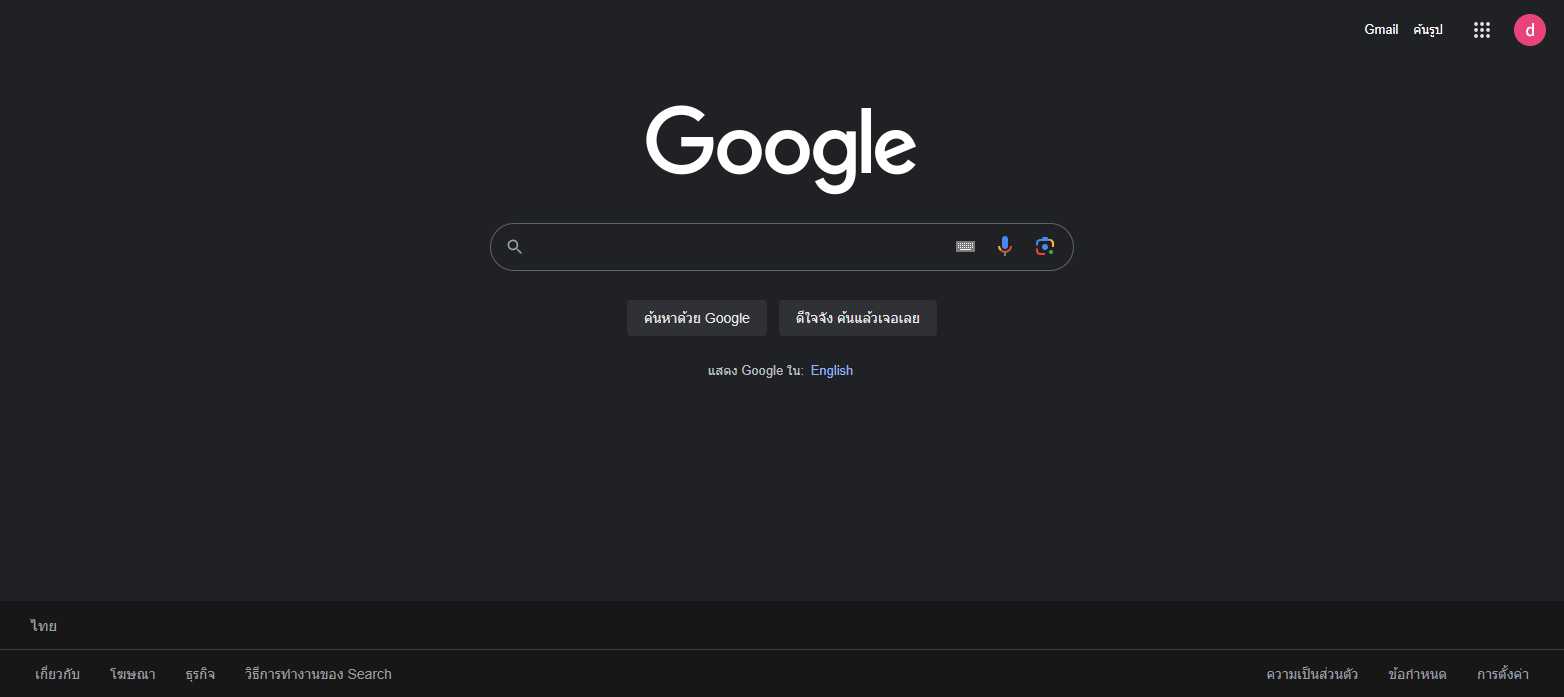 Gmail ค้นรูป
d
Google
ค้นหาด้วย Google ดีใจจัง ค้นแล้วเจอเลย
แสดง Google ใน: English
ไทย
เกี่ยวกับ โฆษณา ธุรกิจ วิธีการทำงานของ Search ความเป็นส่วนตัว ข้อกำหนด การตั้งค่า